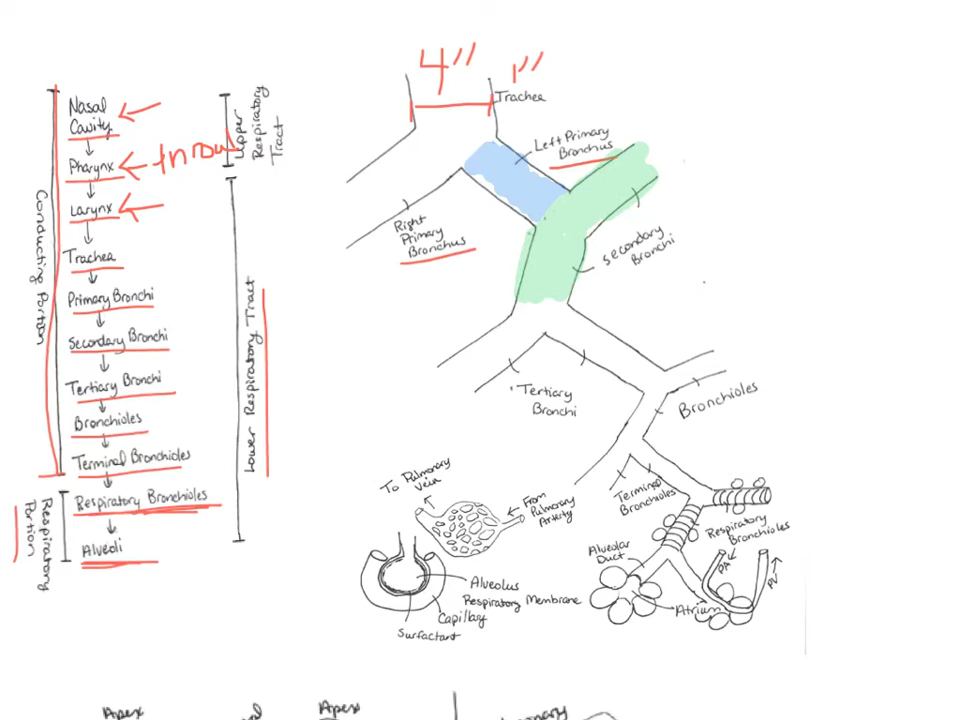 4" 1"
Nasal
Cavity
Pharynx
Larynx
Trachea
Primary Bronchi
Secondary Bronchi
Tertiary Bronchi
Bronchioles
Terminal Bronchioles
Respiratory Bronchioles
Alveoli
Conducting Portion
Respiratory
Portion
Upper
Respiratory
Tract
Lower Respiratory Tract
Trachea
Left Primary
Bronchus
Right
Primary
Bronchus
Secondary
Bronchi
Tertiary
Bronchi
Bronchioles
Terminal
Bronchioles
Respiratory
Bronchioles
To Pulmonary
Vein
From
Pulmonary
Alveolar
Duct
Atrium
PA
PV
Alveolus
Respiratory Membrane
Capillary
Surfactant
Apex
Apex